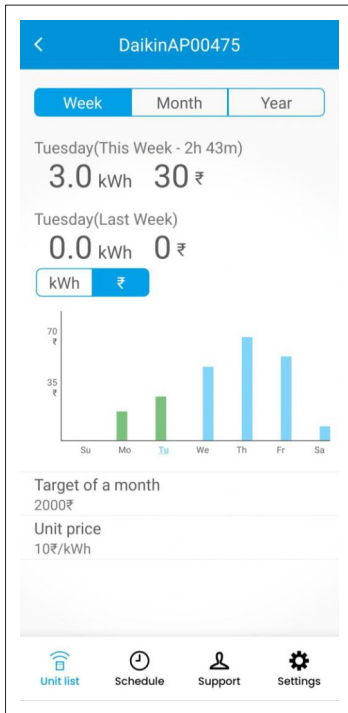 DaikinAP00475
Week Month Year
Tuesday(This Week - 2h 43m)
3.0 kWh 30 ₹
Tuesday(Last Week)
0.0 kWh 0 ₹
kWh ₹
70
₹
35
₹
Su Mo Tu We Th Fr Sa
Target of a month
2000₹
Unit price
10₹/kWh
Unit list Schedule Support Settings